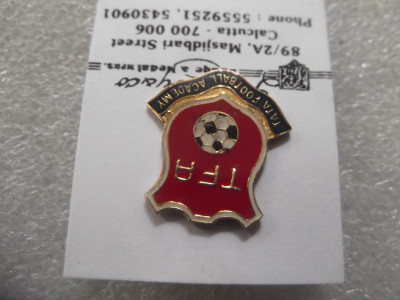 TFA
TATA FOOTBALL ACADEMY
89/2A, Masjidbari Street
Calcutta - 700 006
Phone : 5559251, 5430901